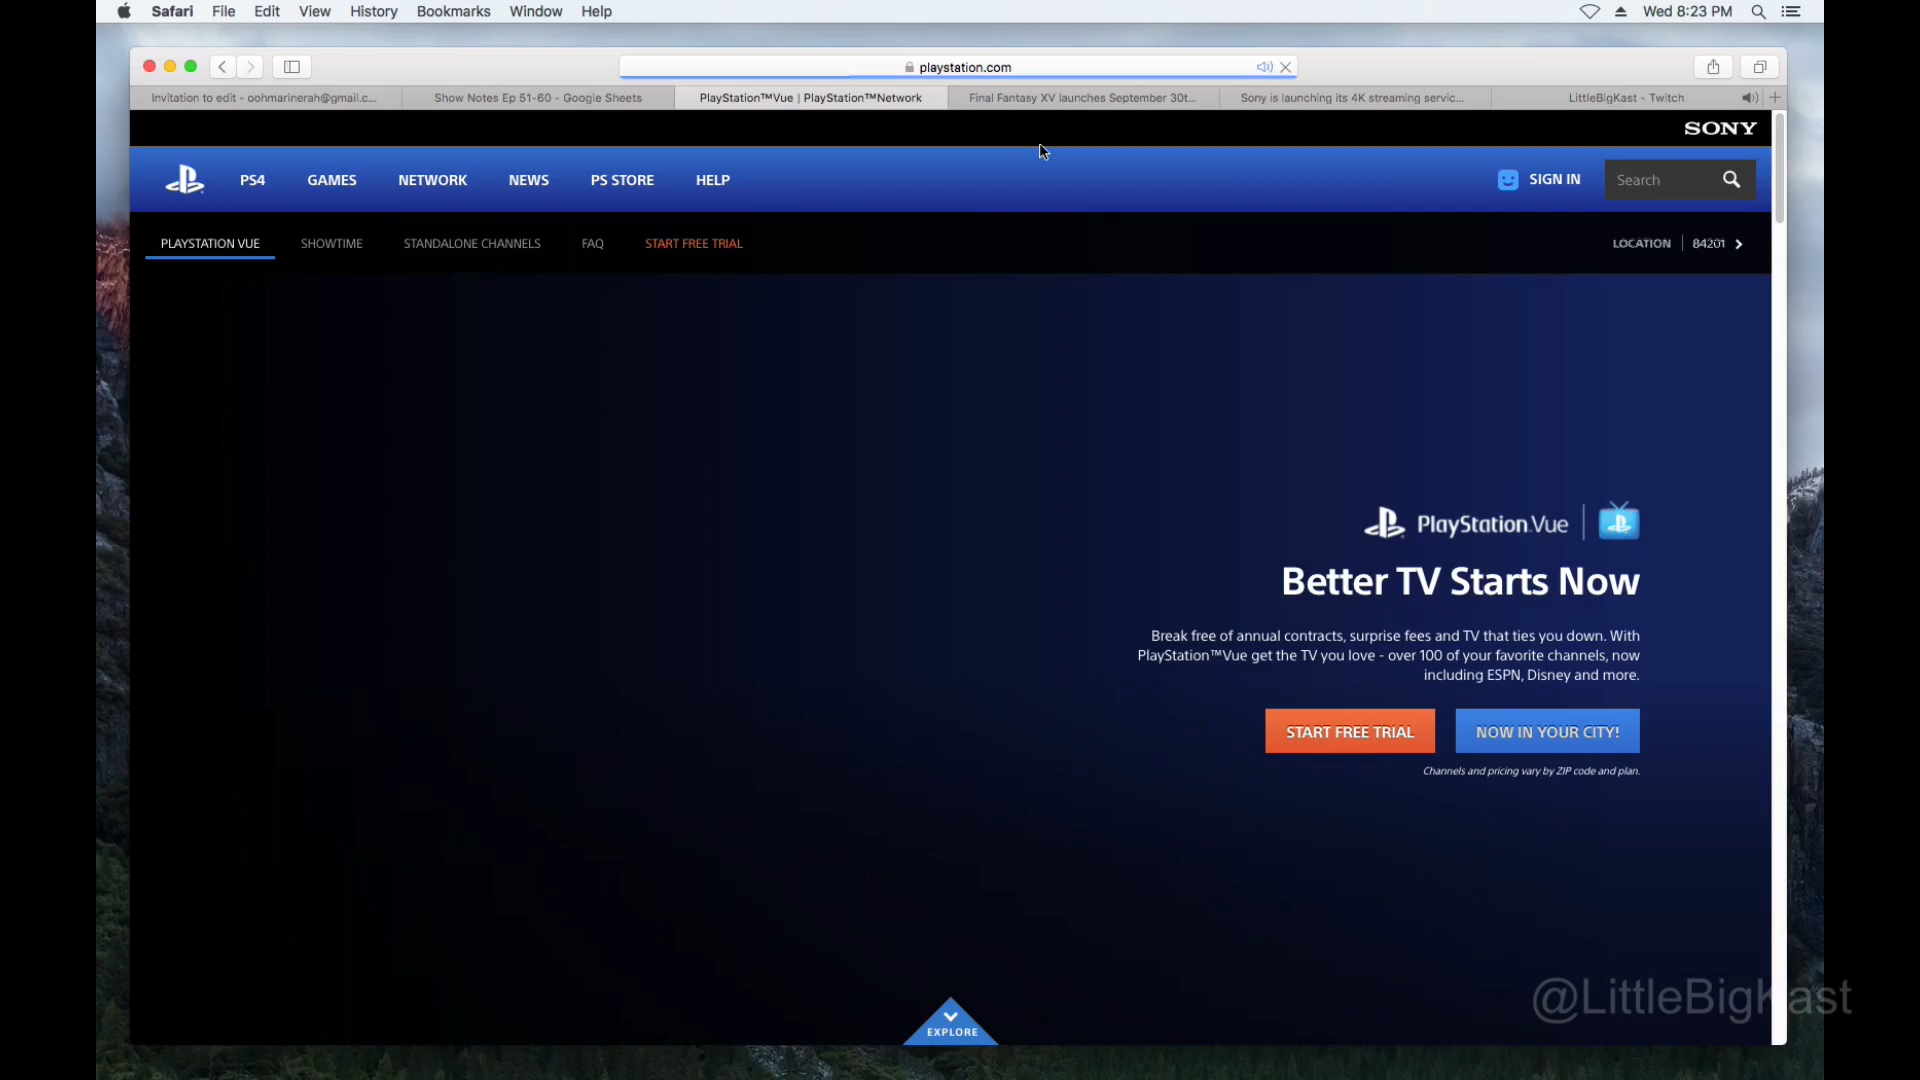 Safari File Edit View History Bookmarks Window Help Wed 8:23 PM
playstation.com
Invitation to edit - oohmarinerah@gmail.c... Show Notes Ep 51-60 - Google Sheets PlayStation™Vue | PlayStation™Network Final Fantasy XV launches September 30t... Sony is launching its 4K streaming servic... LittleBigKast - Twitch
SONY
PS4 GAMES NETWORK NEWS PS STORE HELP SIGN IN Search
PLAYSTATION VUE SHOWTIME STANDALONE CHANNELS FAQ START FREE TRIAL LOCATION 84201
PlayStation.Vue
Better TV Starts Now
Break free of annual contracts, surprise fees and TV that ties you down. With
PlayStation™Vue get the TV you love - over 100 of your favorite channels, now
including ESPN, Disney and more.
START FREE TRIAL NOW IN YOUR CITY!
Channels and pricing vary by ZIP code and plan.
@LittleBigKast
EXPLORE